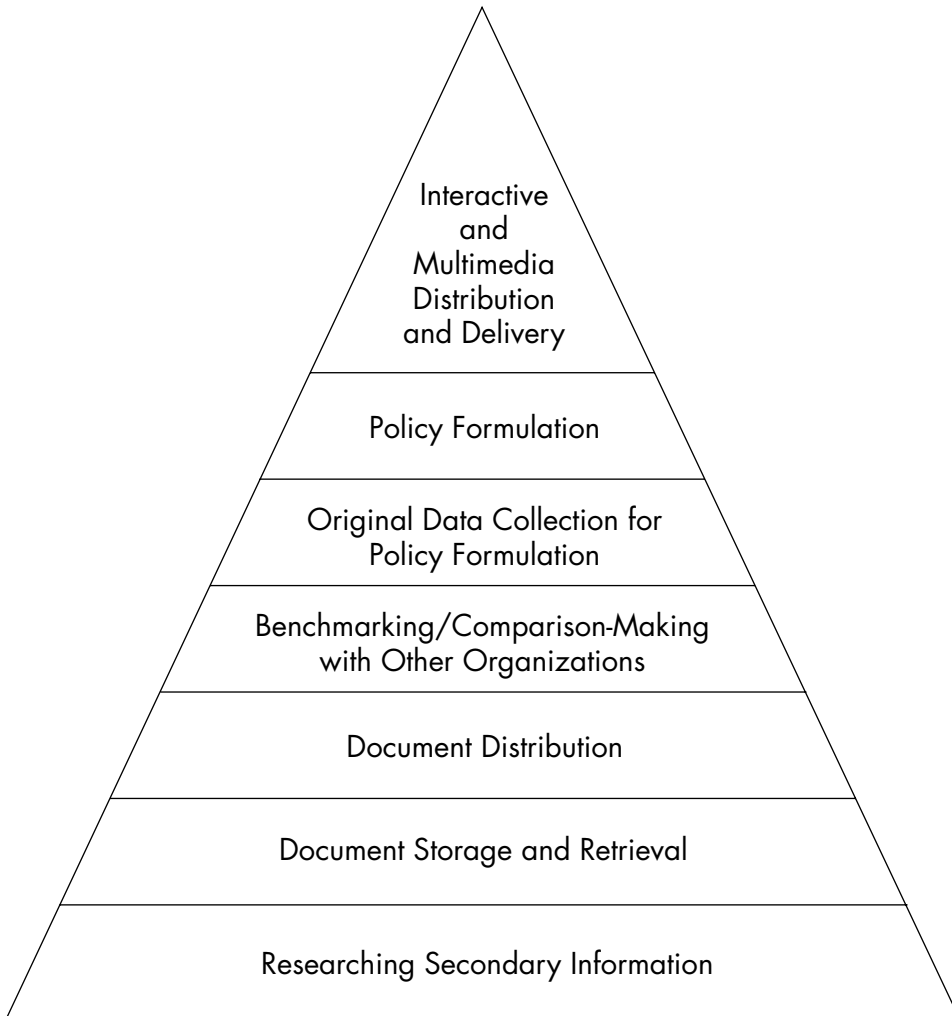 Interactive
and
Multimedia
Distribution
and Delivery
Policy Formulation
Original Data Collection for
Policy Formulation
Benchmarking/Comparison-Making
with Other Organizations
Document Distribution
Document Storage and Retrieval
Researching Secondary Information